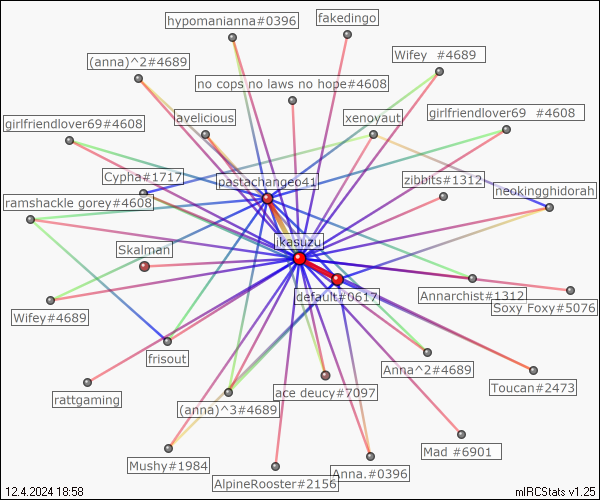 hypomanianna#0396
fakedingo
(anna)^2#4689
Wifey  #4689
no cops no laws no hope#4608
girlfriendlover69#4608
avelicious
xenoyaut
girlfriendlover69  #4608
Cypha#1717
pastachangeo41
zibbits#1312
neokingghidorah
ramshackle gorey#4608
ikasuzu
Skalman
default#0617
Annarchist#1312
Soxy Foxy#5076
Wifey#4689
frisout
Anna^2#4689
Toucan#2473
rattgaming
(anna)^3#4689
ace deucy#7097
Mad #6901
Mushy#1984
AlpineRooster#2156
Anna.#0396
12.4.2024 18:58
mIRCStats v1.25